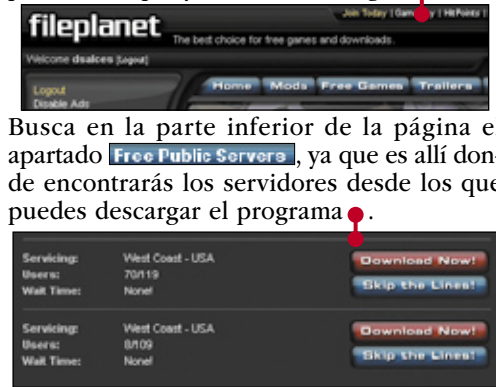 Join Today | Gam
| HitPoints
fileplanet
The best choice for free games and downloads.
Welcome dsalces [Logout]
Home Mods Free Games Trailers
Logout
Disable Ads
Busca en la parte inferior de la página e
apartado Free Public Servers, ya que es allí don-
de encontrarás los servidores desde los que
puedes descargar el programa .
Servicing: West Coast - USA Download Now!
Users: 70/119
Wait Time: None! Skip the Lines!
Servicing: West Coast - USA Download Now!
Users: 8/109
Wait Time: None! Skip the Lines!